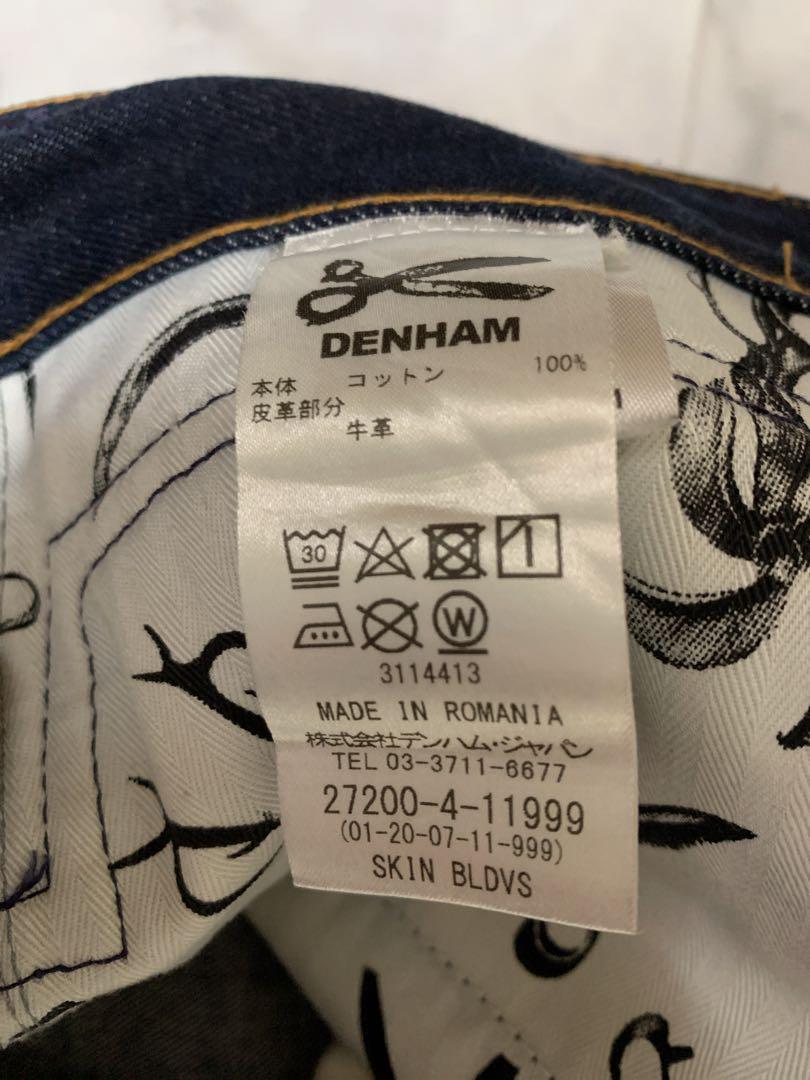 DENHAM
本体 コットン 100%
皮革部分
牛革
30
W
3114413
MADE IN ROMANIA
株式会社デンハム・ジャパン
TEL 03-3711-6677
27200-4-11999
(01-20-07-11-999)
SKIN BLDVS